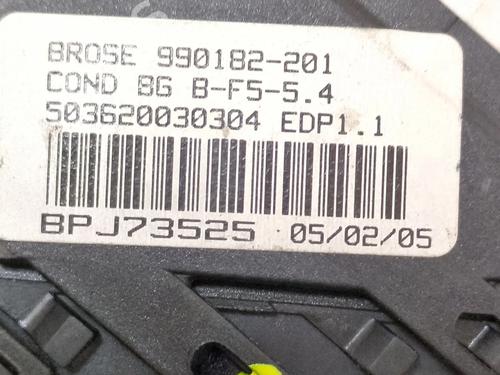 BROSE 990182-201
COND BG B-F5-5.4
503620030304 EDP1.1
BPJ73525 05/02/05